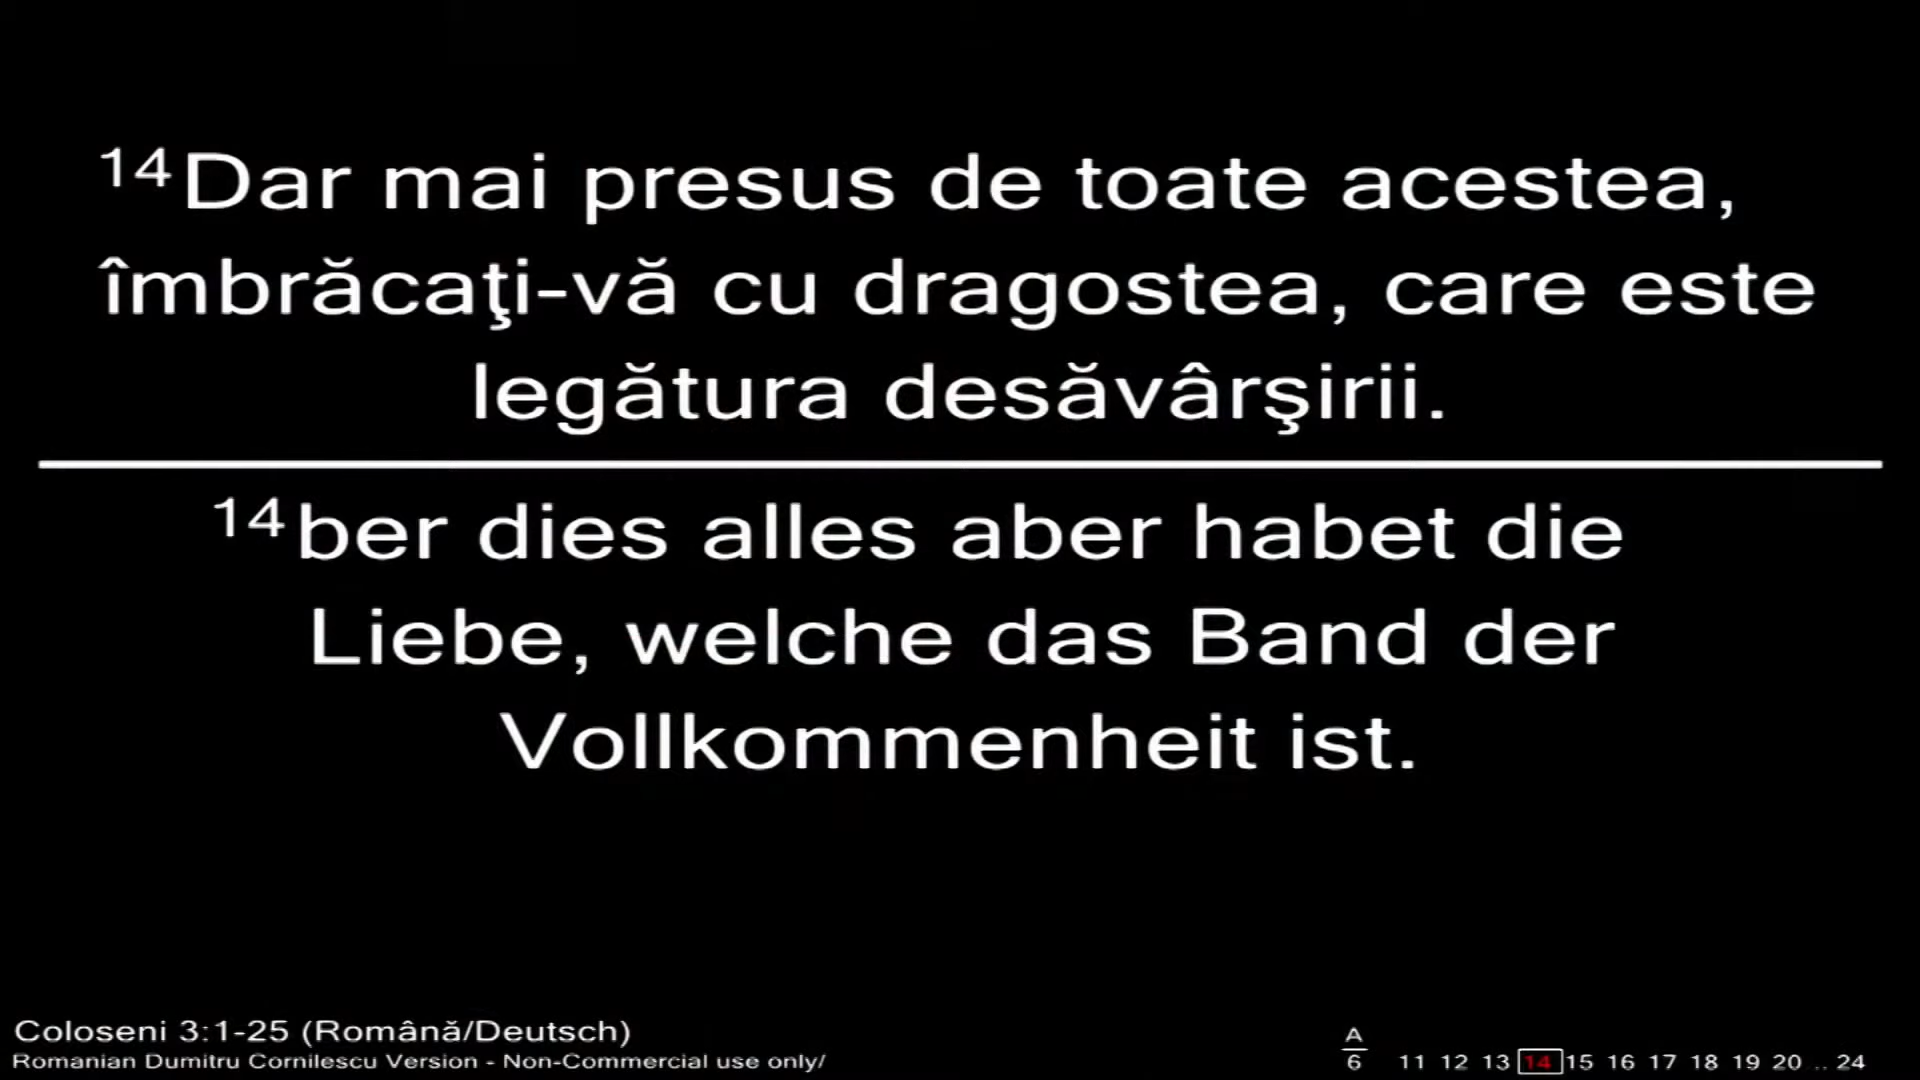 14Dar mai presus de toate acestea,
îmbrăcaţi-vă cu dragostea, care este
legătura desăvârşirii.
14ber dies alles aber habet die
Liebe, welche das Band der
Vollkommenheit ist.
Coloseni 3:1-25 (Română/Deutsch)
Romanian Dumitru Cornilescu Version - Non-Commercial use only/
A
6 11 12 13 14 15 16 17 18 19 20 .. 24